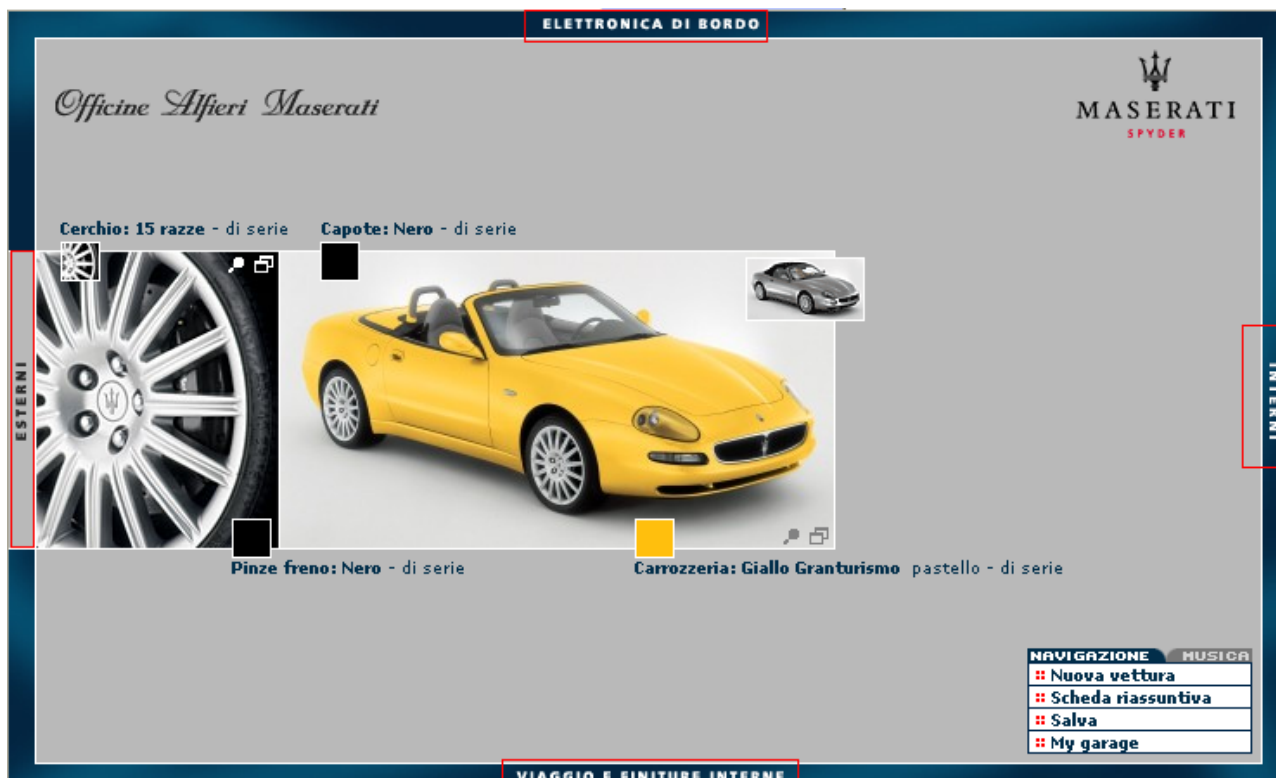 ELETTRONICA DI BORDO
Officine Alfieri Maserati
MASERATI
SPYDER
Cerchio: 15 razze - di serie
Capote: Nero - di serie
ESTERNI
INTERNI
Pinze freno: Nero - di serie
Carrozzeria: Giallo Granturismo pastello - di serie
NAVIGAZIONE
MUSICA
Nuova vettura
Scheda riassuntiva
Salva
My garage
VIAGGIO E FINITURE INTERNE